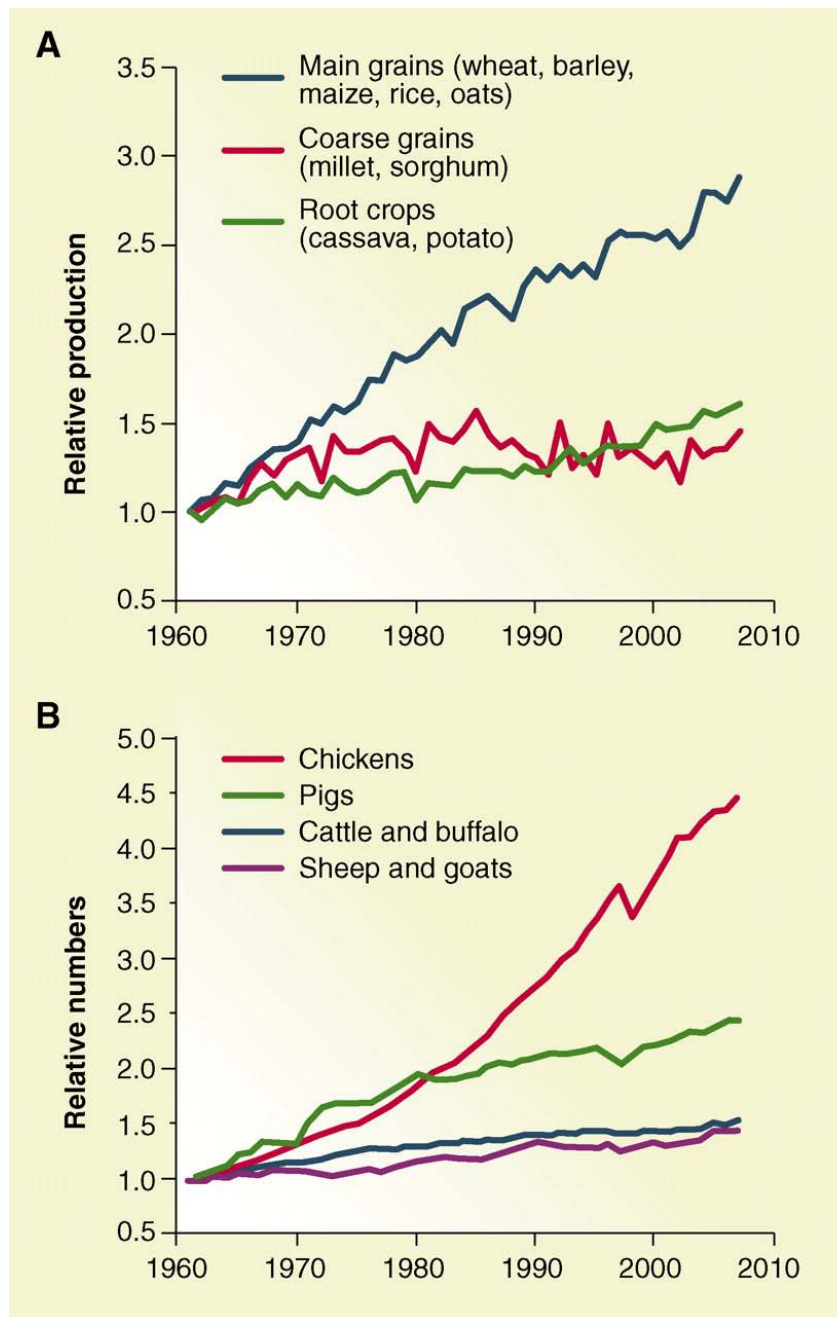 A
3.5
3.0
2.5
2.0
1.5
1.0
0.5
Relative production
Main grains (wheat, barley,
maize, rice, oats)
Coarse grains
(millet, sorghum)
Root crops
(cassava, potato)
1960 1970 1980 1990 2000 2010
B
5.0
4.5
4.0
3.5
3.0
2.5
2.0
1.5
1.0
0.5
Relative numbers
Chickens
Pigs
Cattle and buffalo
Sheep and goats
1960 1970 1980 1990 2000 2010